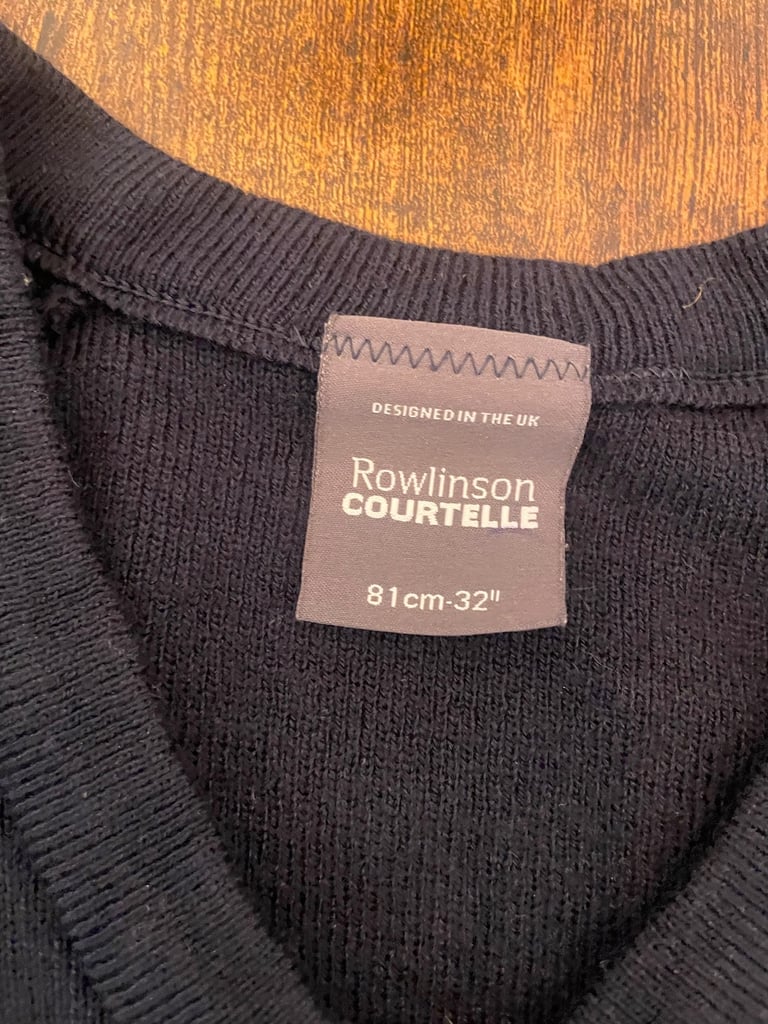 DESIGNED IN THE UK
Rowlinson
COURTELLE
81cm-32"